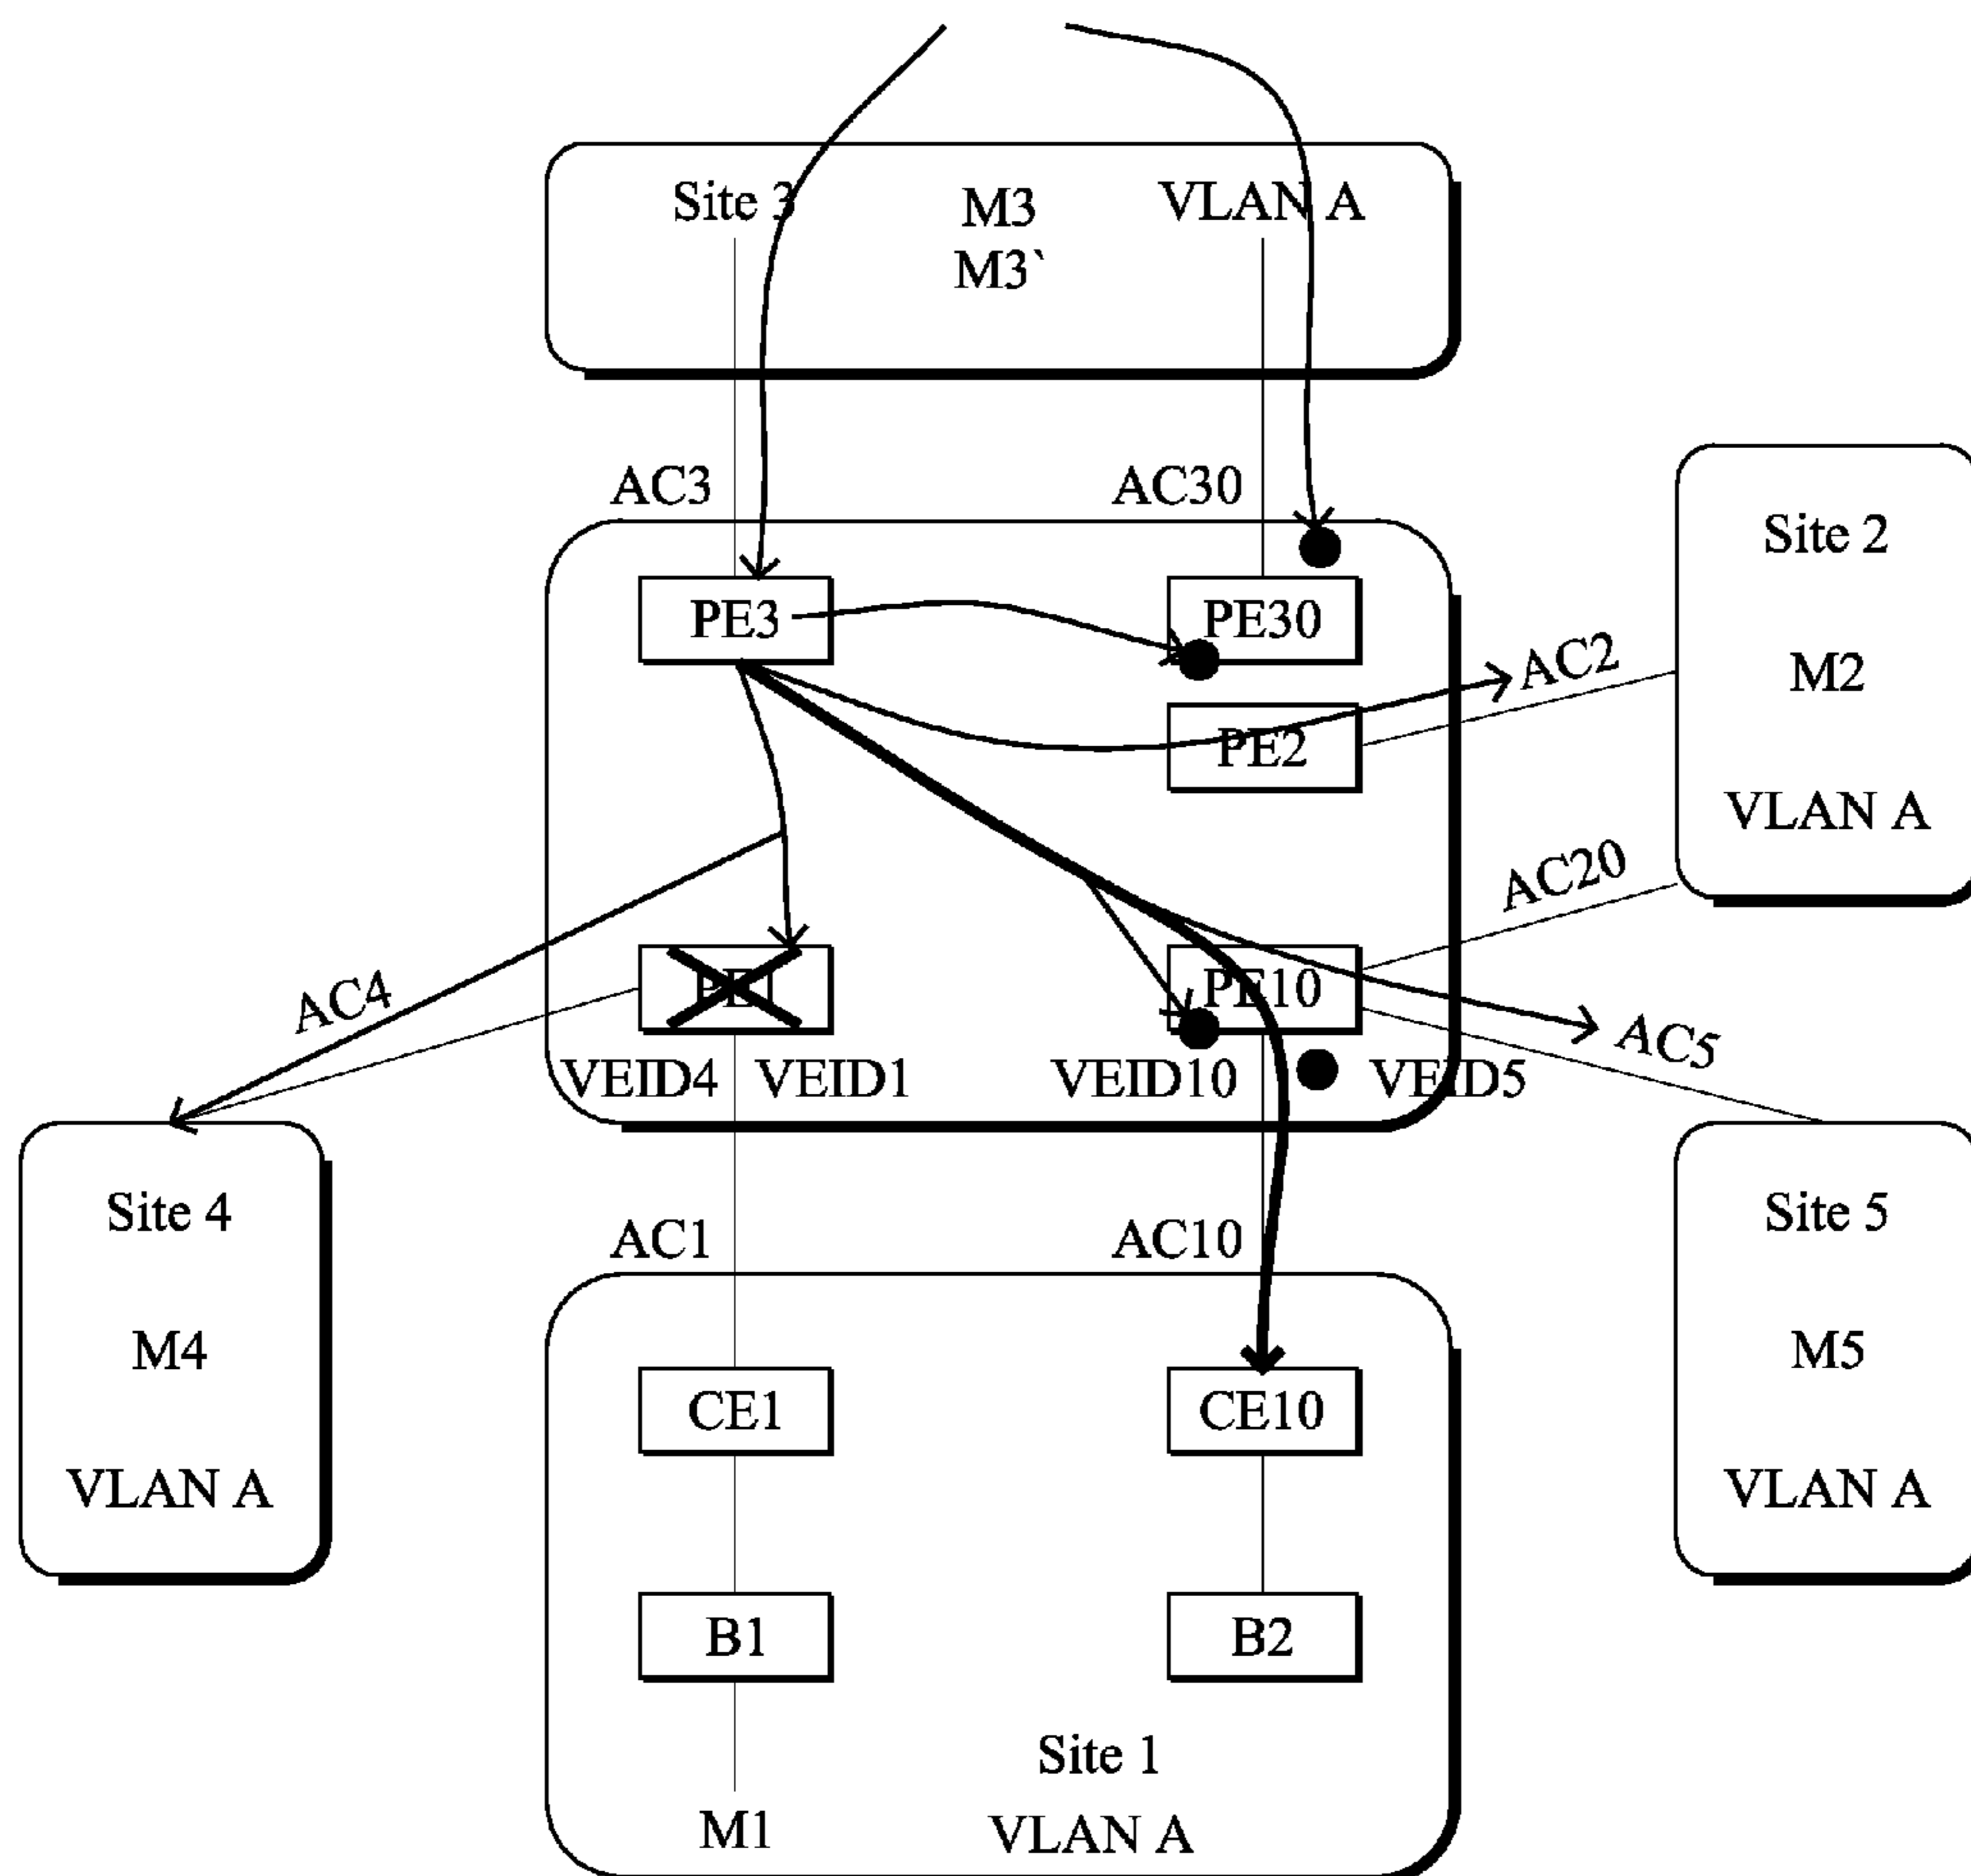 Site 3 M3 VLAN A
M3`
AC3 AC30
Site 2
PE3 PE30
AC2
M2
PE2
VLAN A
AC20
PE10
AC4
AC5
VEID4 VEID1 VEID10 VEID5
Site 4
Site 5
AC1 AC10
M4
M5
CE1 CE10
VLAN A
VLAN A
B1 B2
Site 1
M1 VLAN A